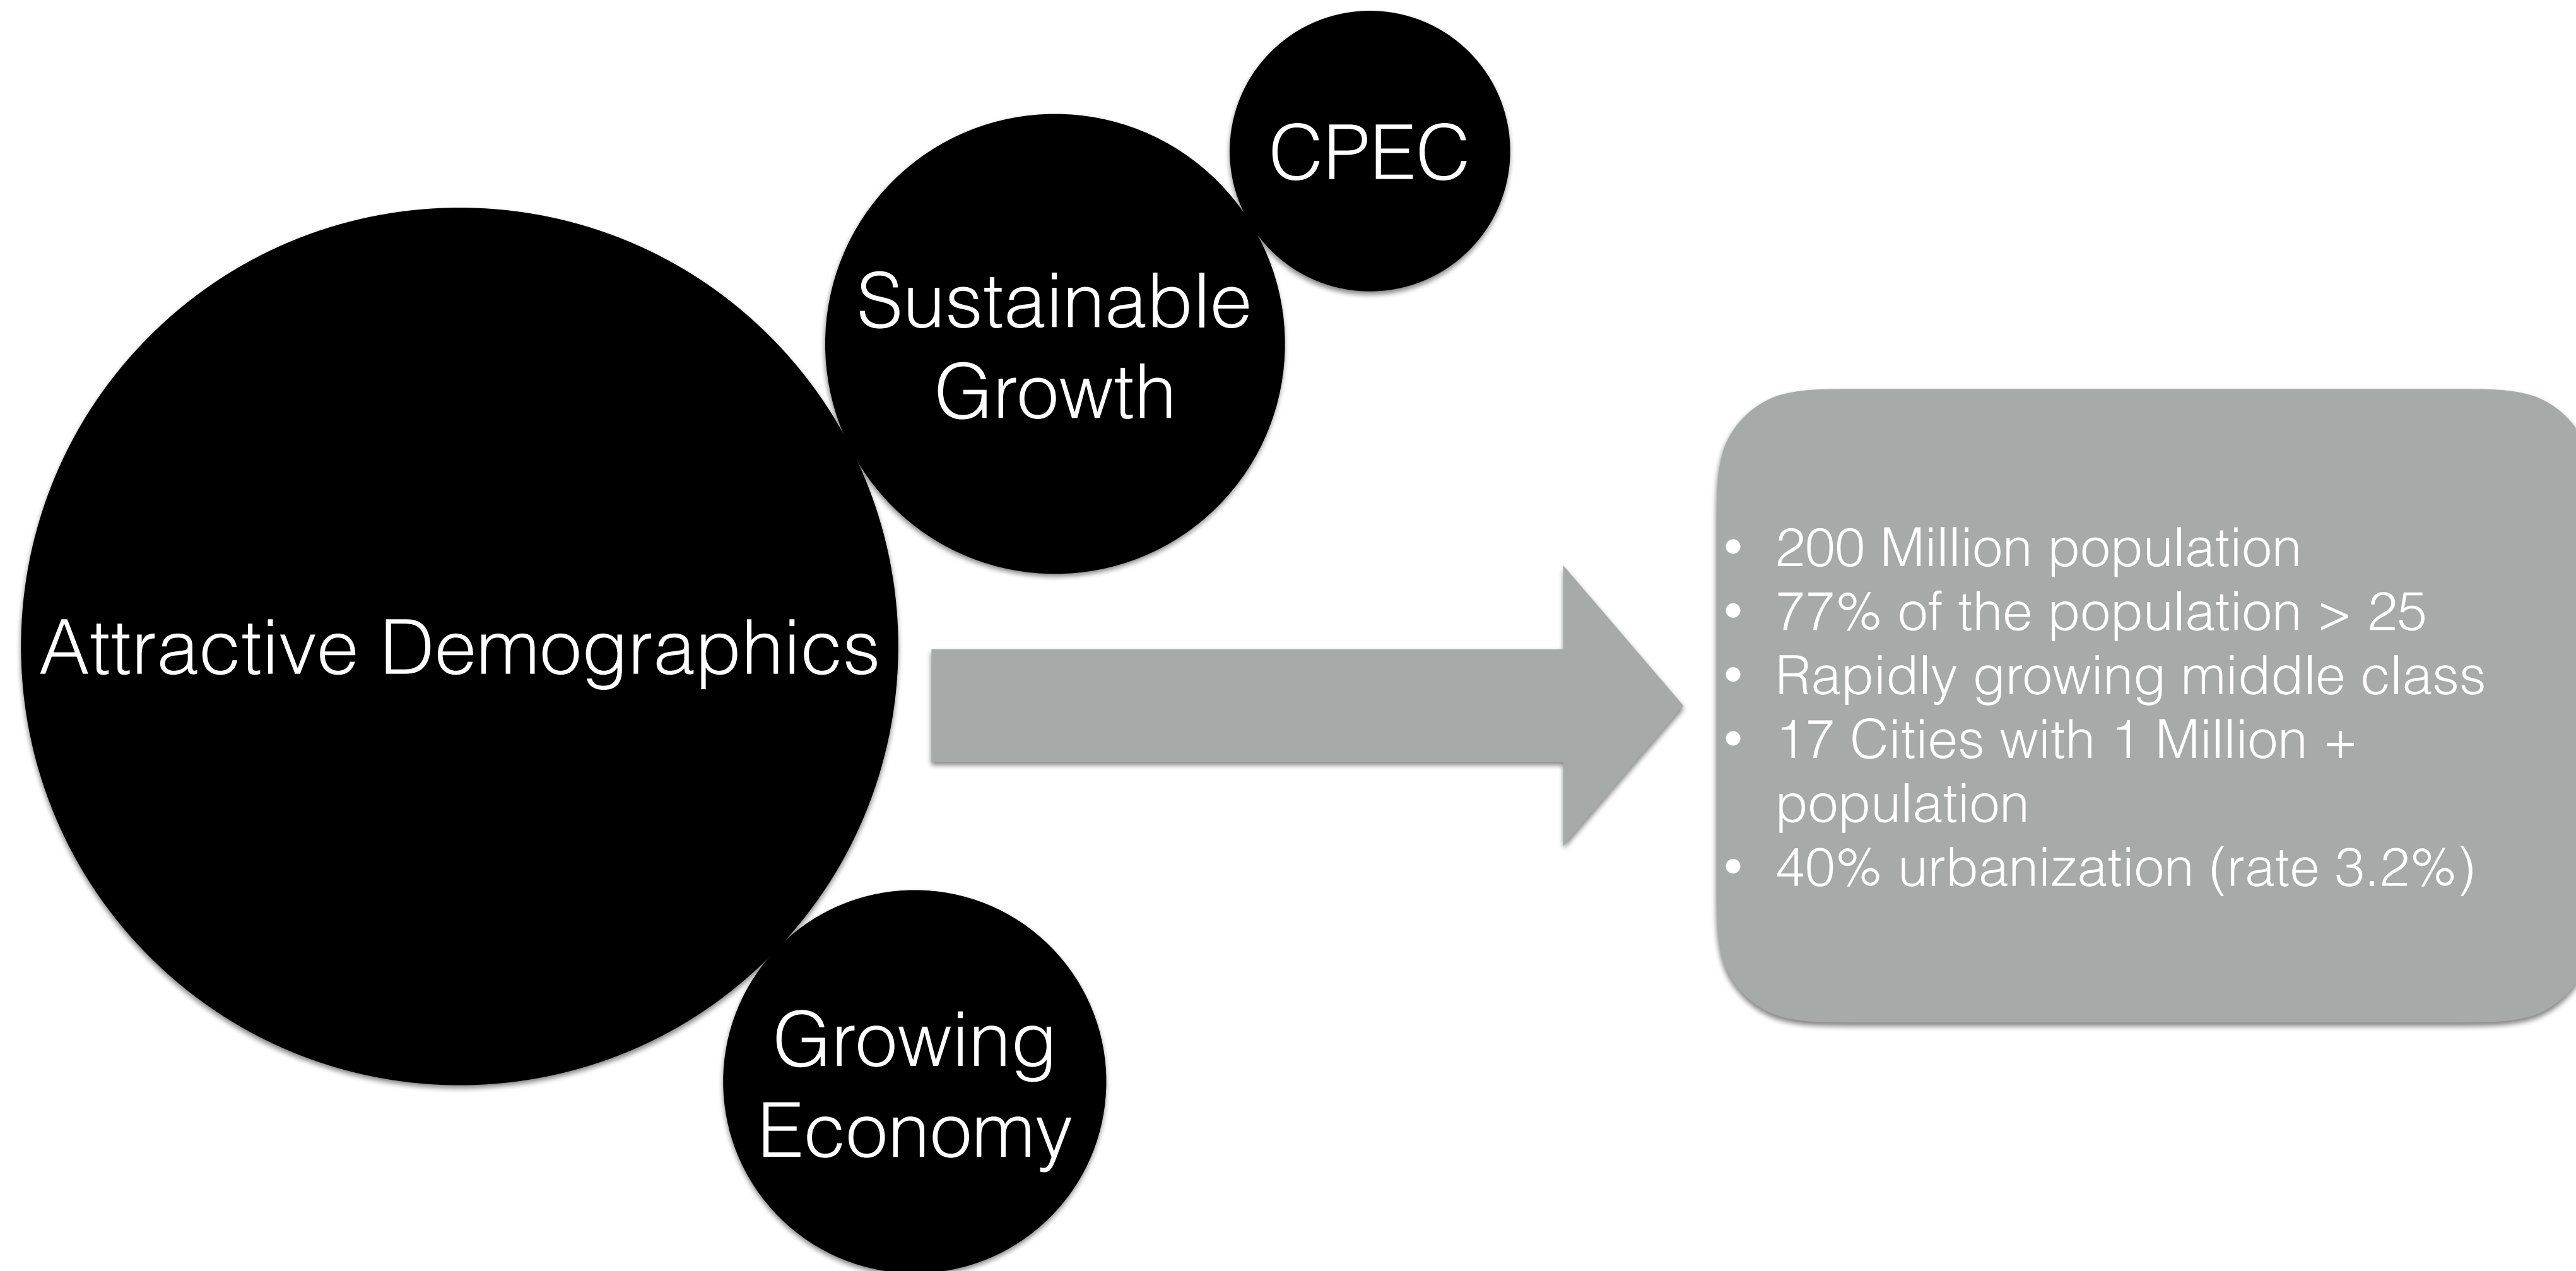 CPEC
Sustainable
Growth
Attractive Demographics
Growing
Economy
• 200 Million population
• 77% of the population > 25
• Rapidly growing middle class
• 17 Cities with 1 Million +
population
• 40% urbanization (rate 3.2%)